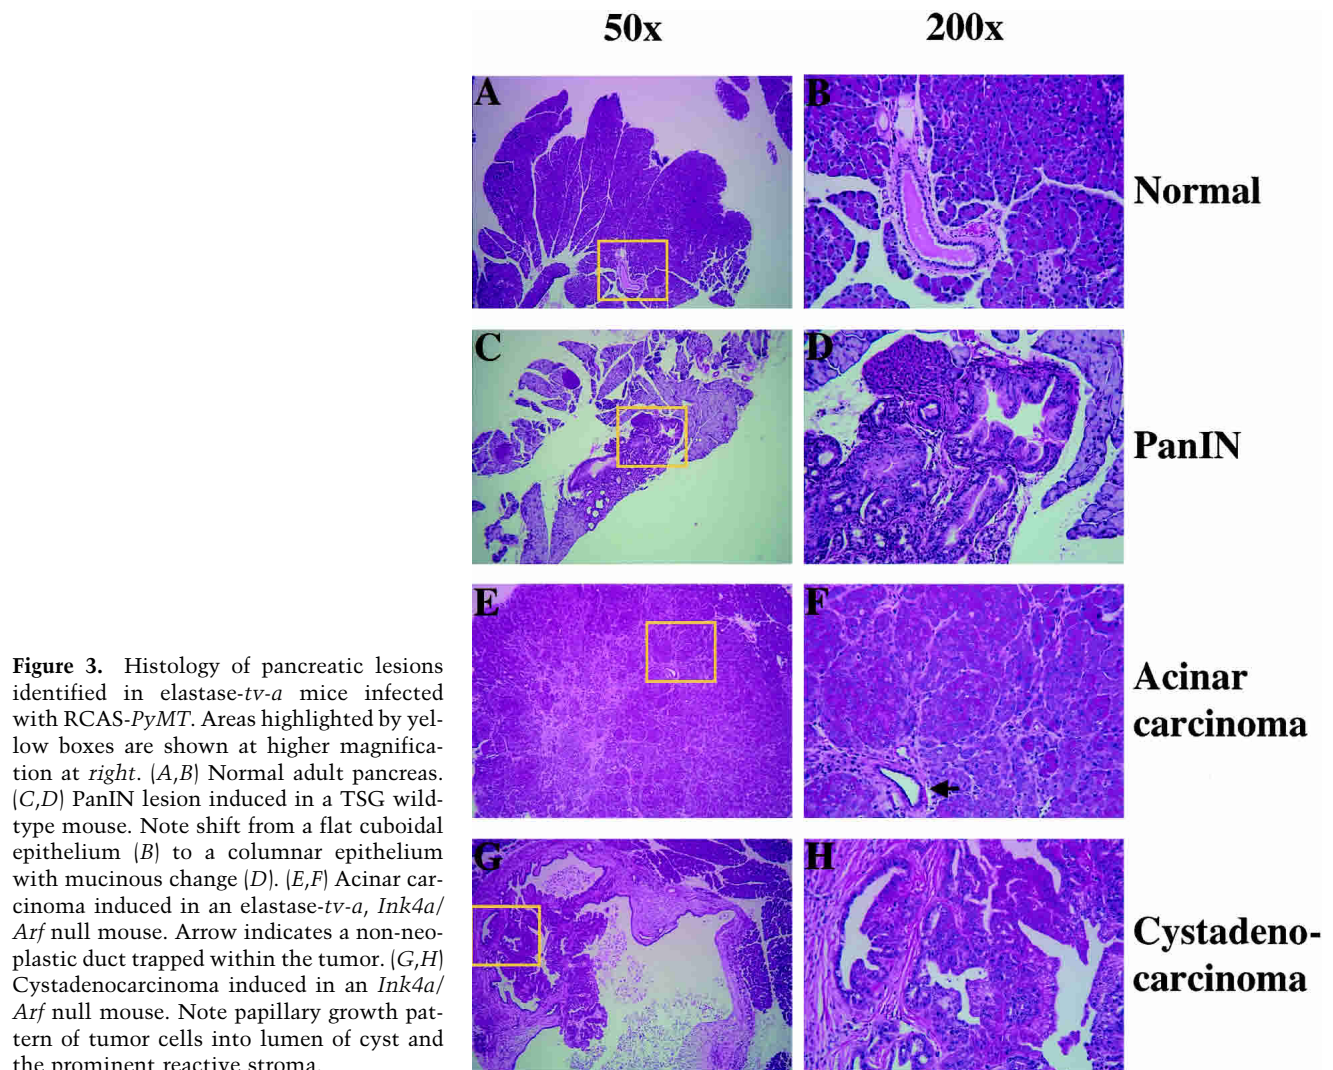 50x
200x
A
B
Normal
C
D
PanIN
E
F
Acinar
carcinoma
G
H
Cystadeno-
carcinoma
Figure 3. Histology of pancreatic lesions
identified in elastase-tv-a mice infected
with RCAS-PyMT. Areas highlighted by yel-
low boxes are shown at higher magnifica-
tion at right. (A,B) Normal adult pancreas.
(C,D) PanIN lesion induced in a TSG wild-
type mouse. Note shift from a flat cuboidal
epithelium (B) to a columnar epithelium
with mucinous change (D). (E,F) Acinar car-
cinoma induced in an elastase-tv-a, Ink4a/
Arf null mouse. Arrow indicates a non-neo-
plastic duct trapped within the tumor. (G,H)
Cystadenocarcinoma induced in an Ink4a/
Arf null mouse. Note papillary growth pat-
tern of tumor cells into lumen of cyst and
the prominent reactive stroma.